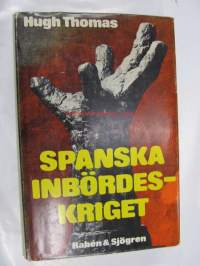 Hugh Thomas
SPANSKA
INBÖRDES-
KRIGET
Rabén & Sjögren